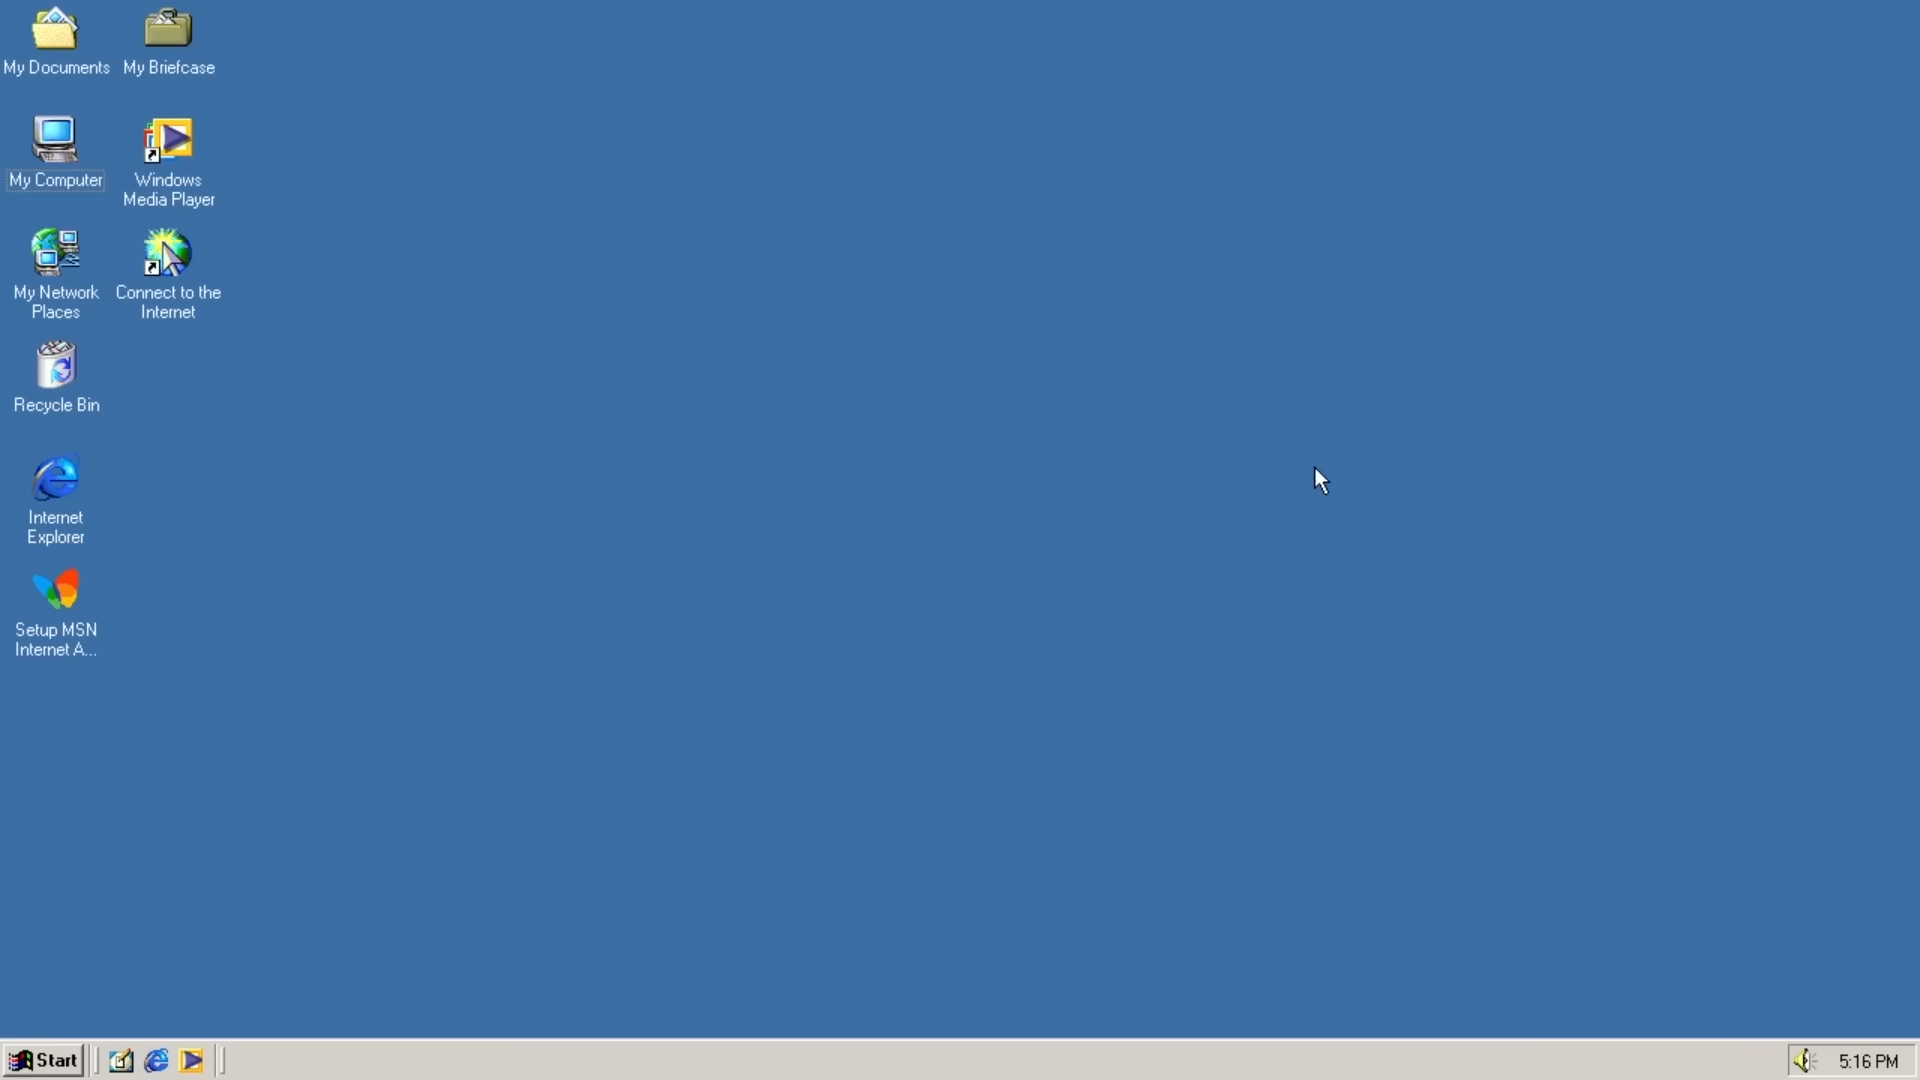 My Documents
My Briefcase
My Computer
Windows
Media Player
My Network
Places
Connect to the
Internet
Recycle Bin
Internet
Explorer
Setup MSN
Internet A...
Start
5:16 PM